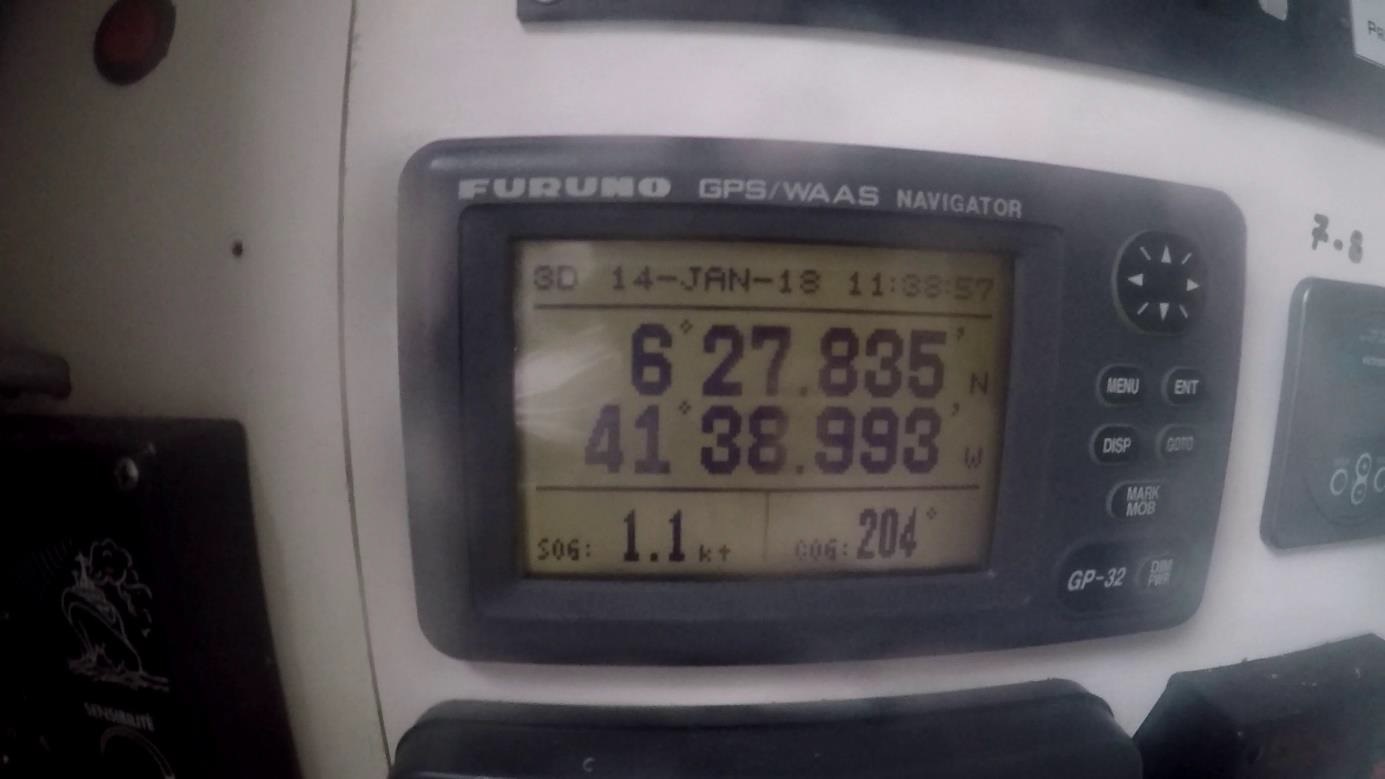 FURUNO GPS/WAAS NAVIGATOR
3D 14-JAN-18 11:38:57
6°27.835' N
41°38.993' W
SOG: 1.1 kt COG: 204°
MENU ENT
DISP GOTO
MARK
MOB
GP-32 DIM
PWR
7.8
SENSIBILITÉ